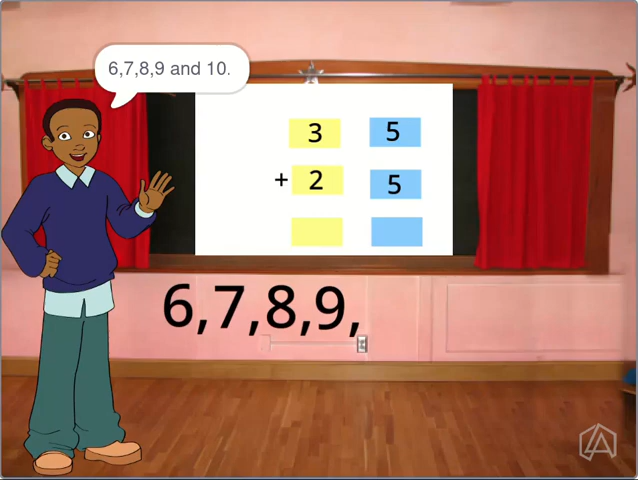 6,7,8,9 and 10.
3 5
+ 2 5
6,7,8,9,